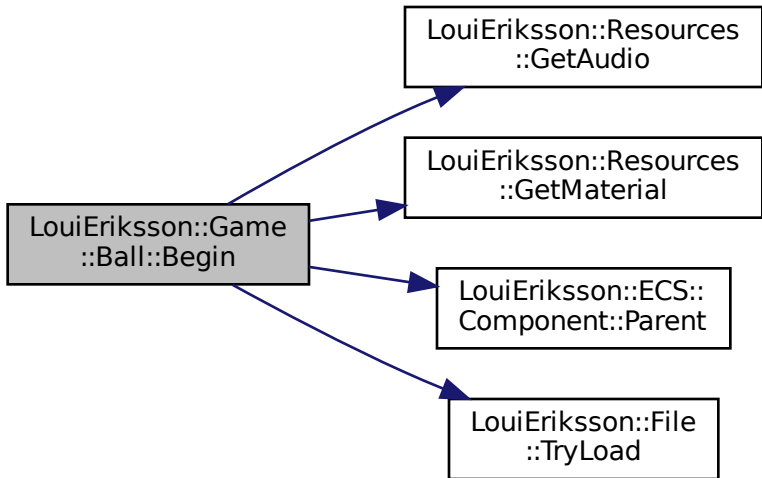 LouiEriksson::Resources
::GetAudio
LouiEriksson::Resources
::GetMaterial
LouiEriksson::Game
::Ball::Begin
LouiEriksson::ECS::
Component::Parent
LouiEriksson::File
::TryLoad